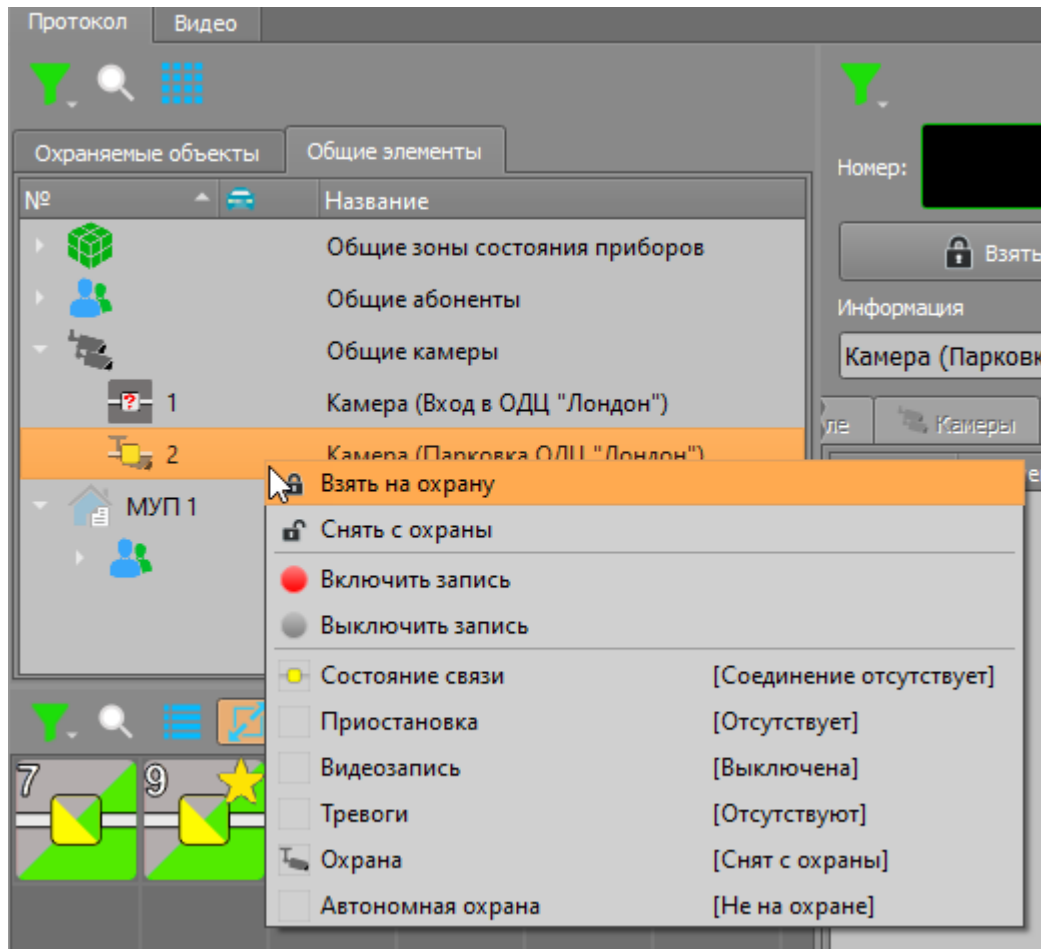 Протокол Видео
Охраняемые объекты Общие элементы
№ Название
Общие зоны состояния приборов
Общие абоненты
Общие камеры
1 Камера (Вход в ОДЦ "Лондон")
2 Камера (Парковка ОДЦ "Лондон")
МУП 1
Взять на охрану
Снять с охраны
Включить запись
Выключить запись
Состояние связи [Соединение отсутствует]
Приостановка [Отсутствует]
Видеозапись [Выключена]
Тревоги [Отсутствуют]
Охрана [Снят с охраны]
Автономная охрана [Не на охране]
7 9
Номер:
Взять
Информация
Камера (Парковк
ле Камеры